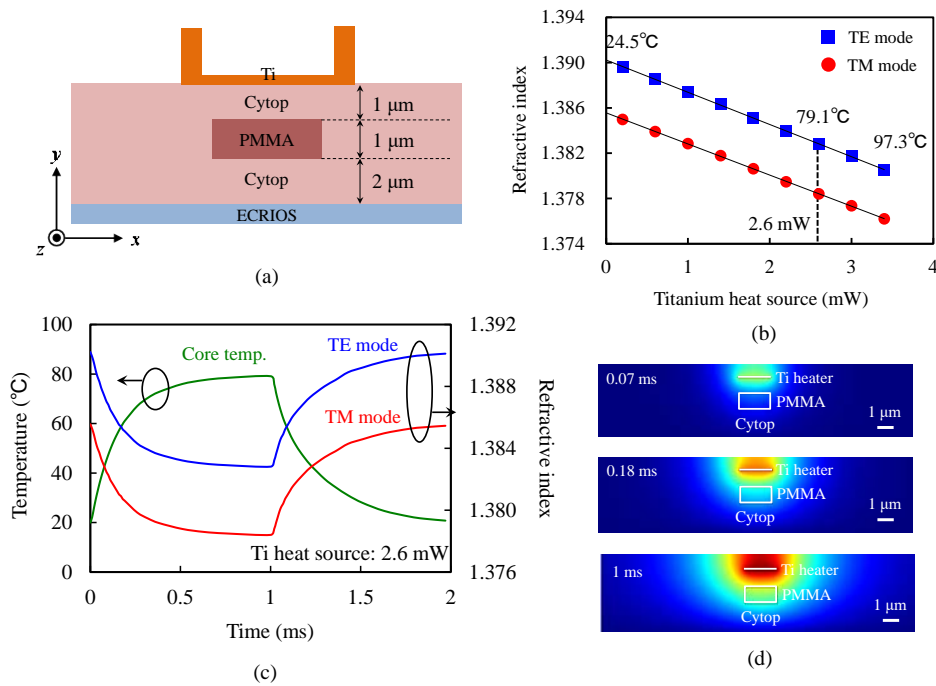 Ti
Cytop
1 μm
PMMA
1 μm
Cytop
2 μm
ECRIOS
y
z
x
(a)
1.394
1.390
1.386
1.382
1.378
1.374
Refractive index
24.5℃
TE mode
TM mode
79.1℃
97.3℃
2.6 mW
0 1 2 3 4
Titanium heat source (mW)
(b)
100
80
60
40
20
0
Temperature (℃)
Core temp.
TE mode
TM mode
Ti heat source: 2.6 mW
1.392
1.388
1.384
1.380
1.376
Refractive index
0 0.5 1 1.5 2
Time (ms)
(c)
0.07 ms
Ti heater
PMMA
Cytop
1 μm
0.18 ms
Ti heater
PMMA
Cytop
1 μm
1 ms
Ti heater
PMMA
Cytop
1 μm
(d)